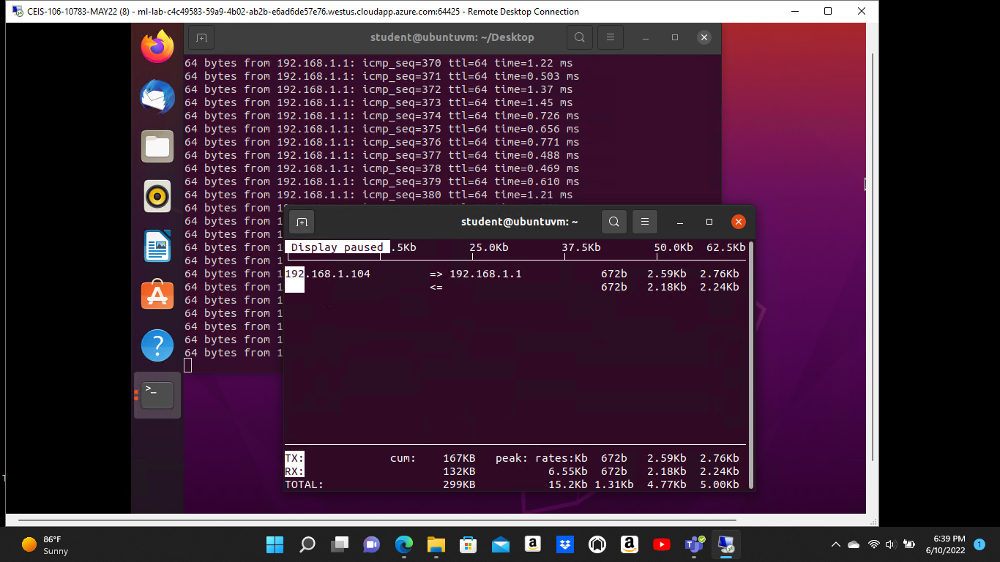 CEIS-106-10783-MAY22 (8) - ml-lab-c4c49583-59a9-4b02-ab2b-e6ad6de57e76.westus.cloudapp.azure.com:64425 - Remote Desktop Connection
student@ubuntuvm: ~/Desktop
64 bytes from 192.168.1.1: icmp_seq=370 ttl=64 time=1.22 ms
64 bytes from 192.168.1.1: icmp_seq=371 ttl=64 time=0.503 ms
64 bytes from 192.168.1.1: icmp_seq=372 ttl=64 time=1.37 ms
64 bytes from 192.168.1.1: icmp_seq=373 ttl=64 time=1.45 ms
64 bytes from 192.168.1.1: icmp_seq=374 ttl=64 time=0.726 ms
64 bytes from 192.168.1.1: icmp_seq=375 ttl=64 time=0.656 ms
64 bytes from 192.168.1.1: icmp_seq=376 ttl=64 time=0.771 ms
64 bytes from 192.168.1.1: icmp_seq=377 ttl=64 time=0.488 ms
64 bytes from 192.168.1.1: icmp_seq=378 ttl=64 time=0.469 ms
64 bytes from 192.168.1.1: icmp_seq=379 ttl=64 time=0.610 ms
64 bytes from 192.168.1.1: icmp_seq=380 ttl=64 time=1.21 ms
64 bytes from 1
64 bytes from 1
64 bytes from 1
64 bytes from 1
64 bytes from 1
64 bytes from 1
64 bytes from 1
64 bytes from 1
64 bytes from 1
64 bytes from 1
64 bytes from 1
64 bytes from 1
student@ubuntuvm: ~
Display paused .5Kb 25.0Kb 37.5Kb 50.0Kb 62.5Kb
192.168.1.104 => 192.168.1.1 672b 2.59Kb 2.76Kb
<= 672b 2.18Kb 2.24Kb
TX: cum: 167KB peak: rates:Kb 672b 2.59Kb 2.76Kb
RX: 132KB 6.55Kb 672b 2.18Kb 2.24Kb
TOTAL: 299KB 15.2Kb 1.31Kb 4.77Kb 5.00Kb
86°F
Sunny
6:39 PM
6/10/2022
1